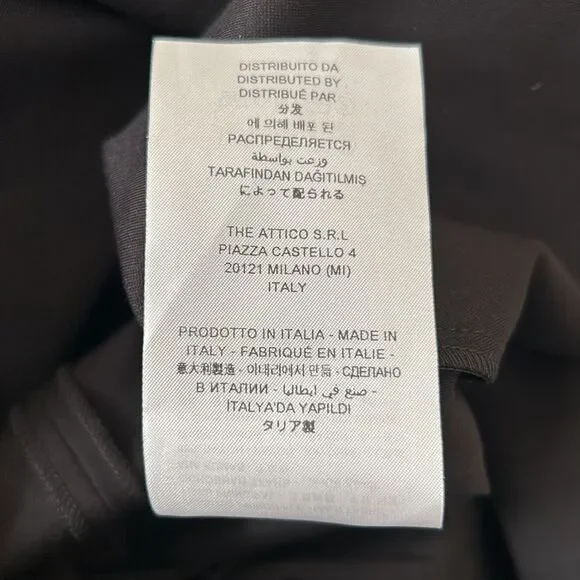 DISTRIBUITO DA
DISTRIBUTED BY
DISTRIBUÉ PAR
分发
에 의해 배포 된
РАСПРЕДЕЛЯЕТСЯ
وزعت بواسطة
TARAFINDAN DAĞITILMIŞ
によって配られる
THE ATTICO S.R.L
PIAZZA CASTELLO 4
20121 MILANO (MI)
ITALY
PRODOTTO IN ITALIA - MADE IN
ITALY - FABRIQUÉ EN ITALIE -
意大利製造 - 이태리에서 만듦 - СДЕЛАНО
В ИТАЛИИ - صنع في ايطاليا -
İTALYA'DA YAPILDI
タリア製